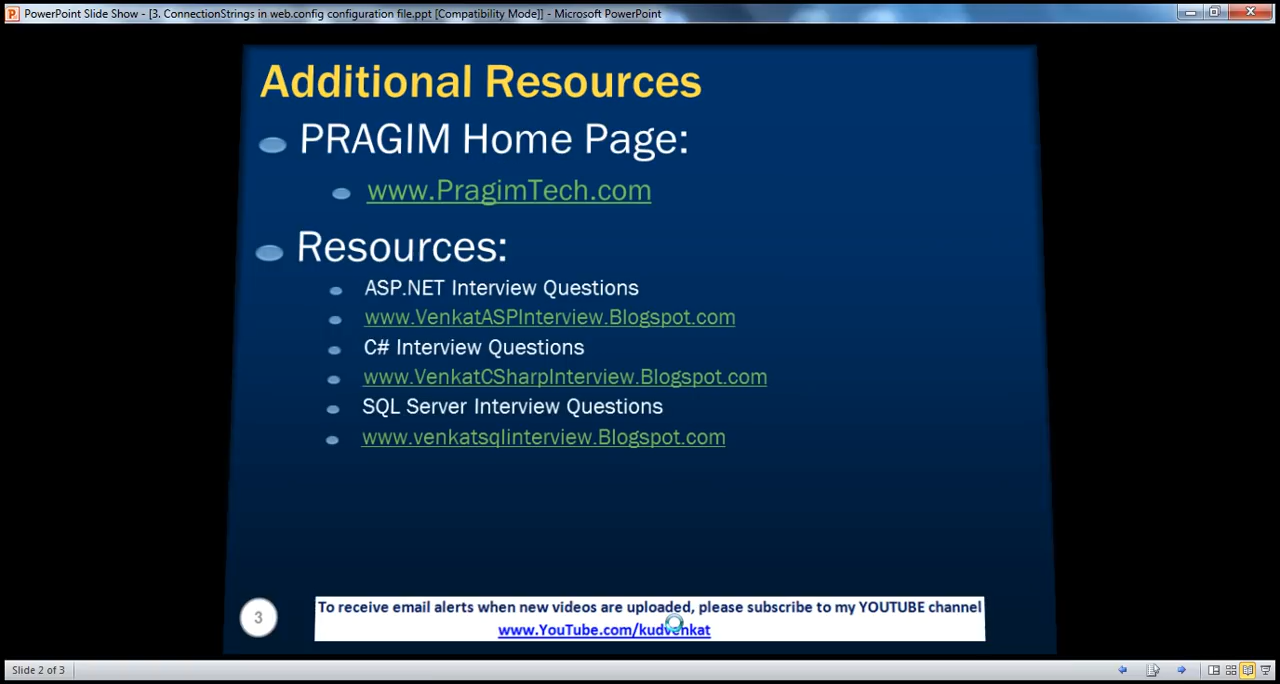 PowerPoint Slide Show - [3. ConnectionStrings in web.config configuration file.ppt [Compatibility Mode]] - Microsoft PowerPoint
Additional Resources
PRAGIM Home Page:
www.PragimTech.com
Resources:
ASP.NET Interview Questions
www.VenkatASPInterview.Blogspot.com
C# Interview Questions
www.VenkatCSharpInterview.Blogspot.com
SQL Server Interview Questions
www.venkatsqlinterview.Blogspot.com
3
To receive email alerts when new videos are uploaded, please subscribe to my YOUTUBE channel
www.YouTube.com/kudvenkat
Slide 2 of 3